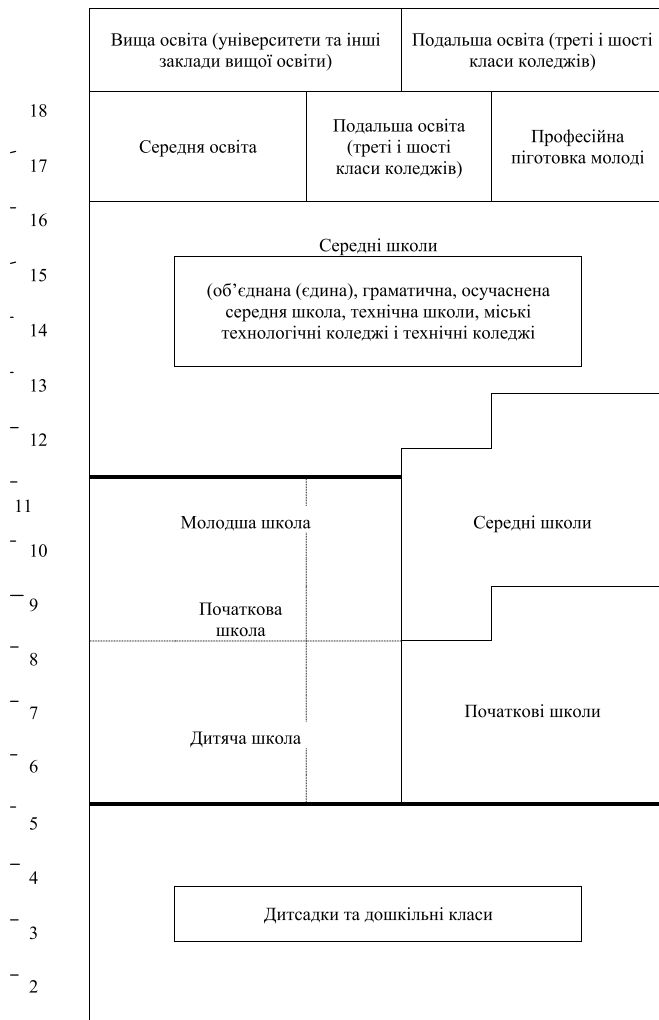 Вища освіта (університети та інші
заклади вищої освіти)
Подальша освіта (треті і шості
класи коледжів)
18
Середня освіта
Подальша освіта
(треті і шості
класи коледжів)
Професійна
піготовка молоді
17
16
Середні школи
15
(об’єднана (єдина), граматична, осучаснена
середня школа, технічна школи, міські
технологічні коледжі і технічні коледжі
14
13
12
11
Молодша школа
Середні школи
10
9
Початкова
школа
8
7
Початкові школи
Дитяча школа
6
5
4
Дитсадки та дошкільні класи
3
2